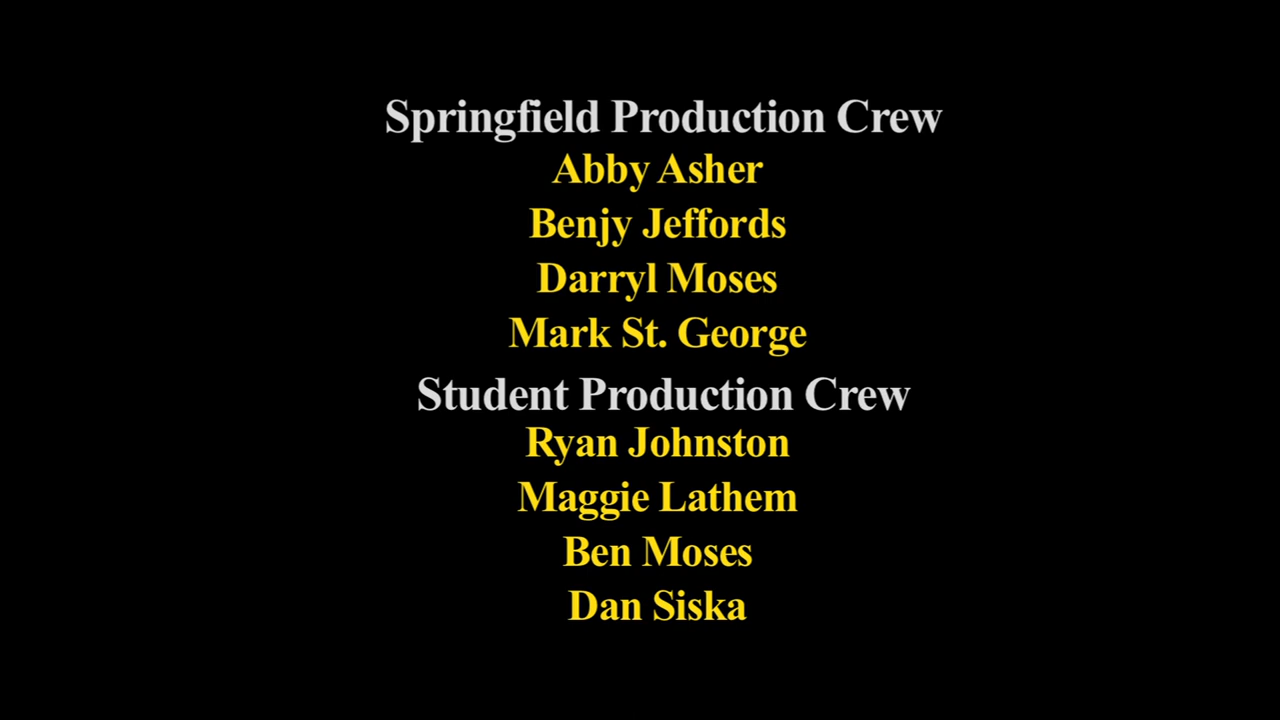 Springfield Production Crew
Abby Asher
Benjy Jeffords
Darryl Moses
Mark St. George
Student Production Crew
Ryan Johnston
Maggie Lathem
Ben Moses
Dan Siska